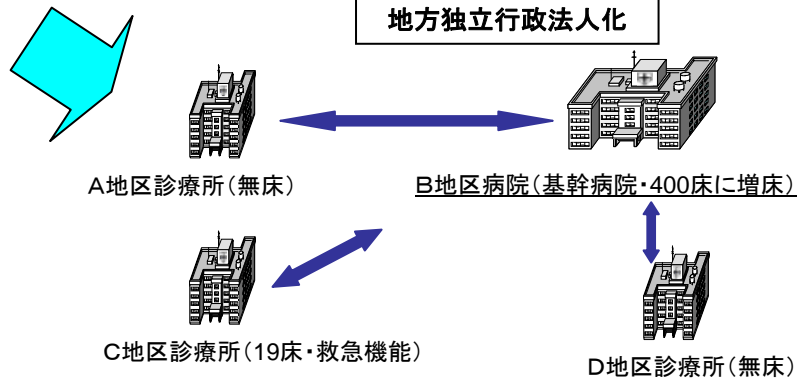 地方独立行政法人化
A地区診療所(無床)
B地区病院(基幹病院・400床に増床)
C地区診療所(19床・救急機能)
D地区診療所(無床)